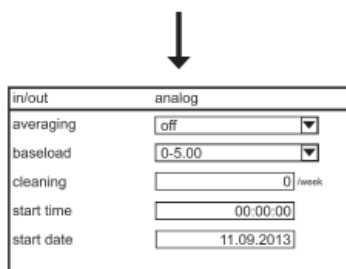 in/out analog
averaging off
baseload 0-5.00
cleaning 0 /week
start time 00:00:00
start date 11.09.2013